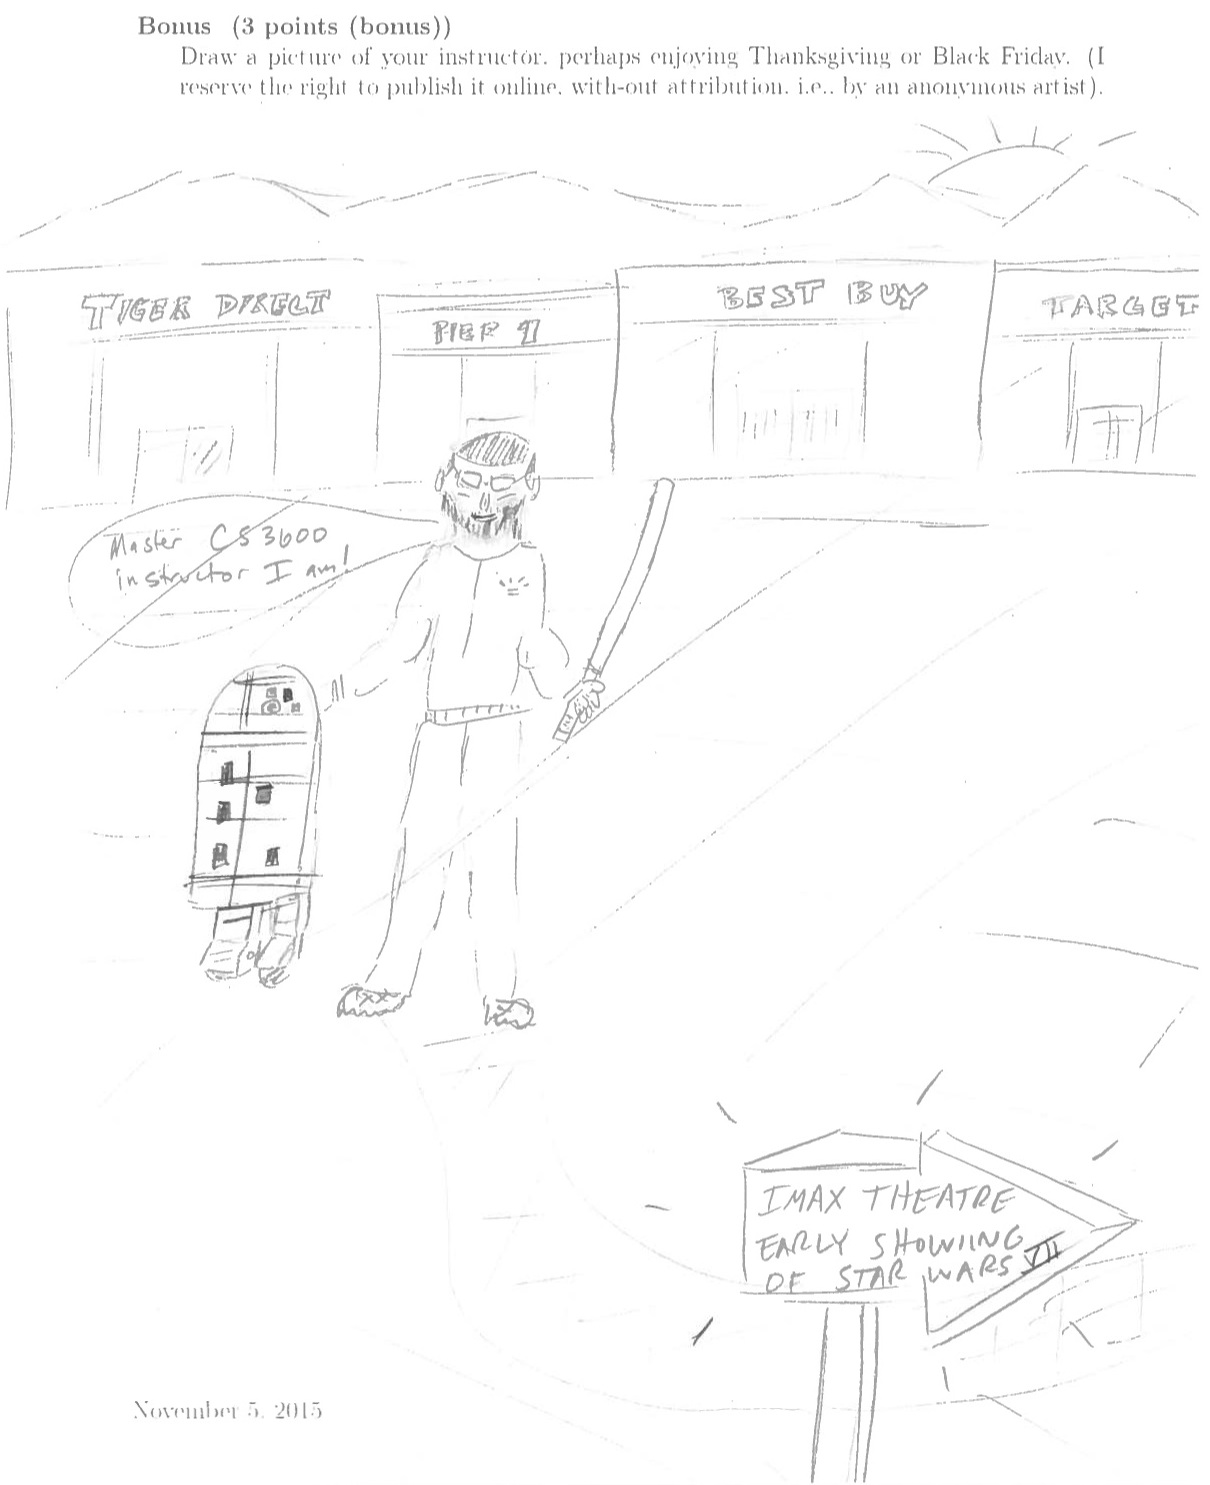 Bonus (3 points (bonus))
Draw a picture of your instructor, perhaps enjoying Thanksgiving or Black Friday. (I
reserve the right to publish it online, with-out attribution, i.e., by an anonymous artist).
TIGER DIRECT
PIER 1
BEST BUY
TARGET
Master CS3600
instructor I am!
IMAX THEATRE
EARLY SHOWIING
OF STAR WARS VII
November 5, 2015